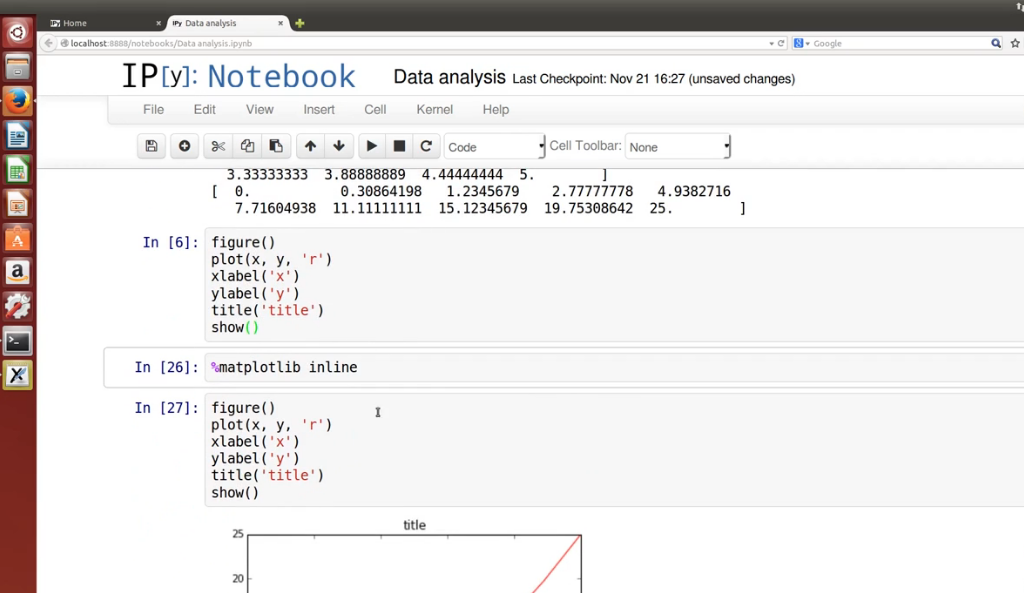 IP[y]: Home
IPy Data analysis
localhost:8888/notebooks/Data analysis.ipynb
Google
IP[y]: Notebook Data analysis Last Checkpoint: Nov 21 16:27 (unsaved changes)
File Edit View Insert Cell Kernel Help
Code Cell Toolbar: None
3.33333333 3.88888889 4.44444444 5. ]
[ 0. 0.30864198 1.2345679 2.77777778 4.9382716
7.71604938 11.11111111 15.12345679 19.75308642 25. ]
In [6]: figure()
plot(x, y, 'r')
xlabel('x')
ylabel('y')
title('title')
show()
In [26]: %matplotlib inline
In [27]: figure()
plot(x, y, 'r')
xlabel('x')
ylabel('y')
title('title')
show()
title
25
20